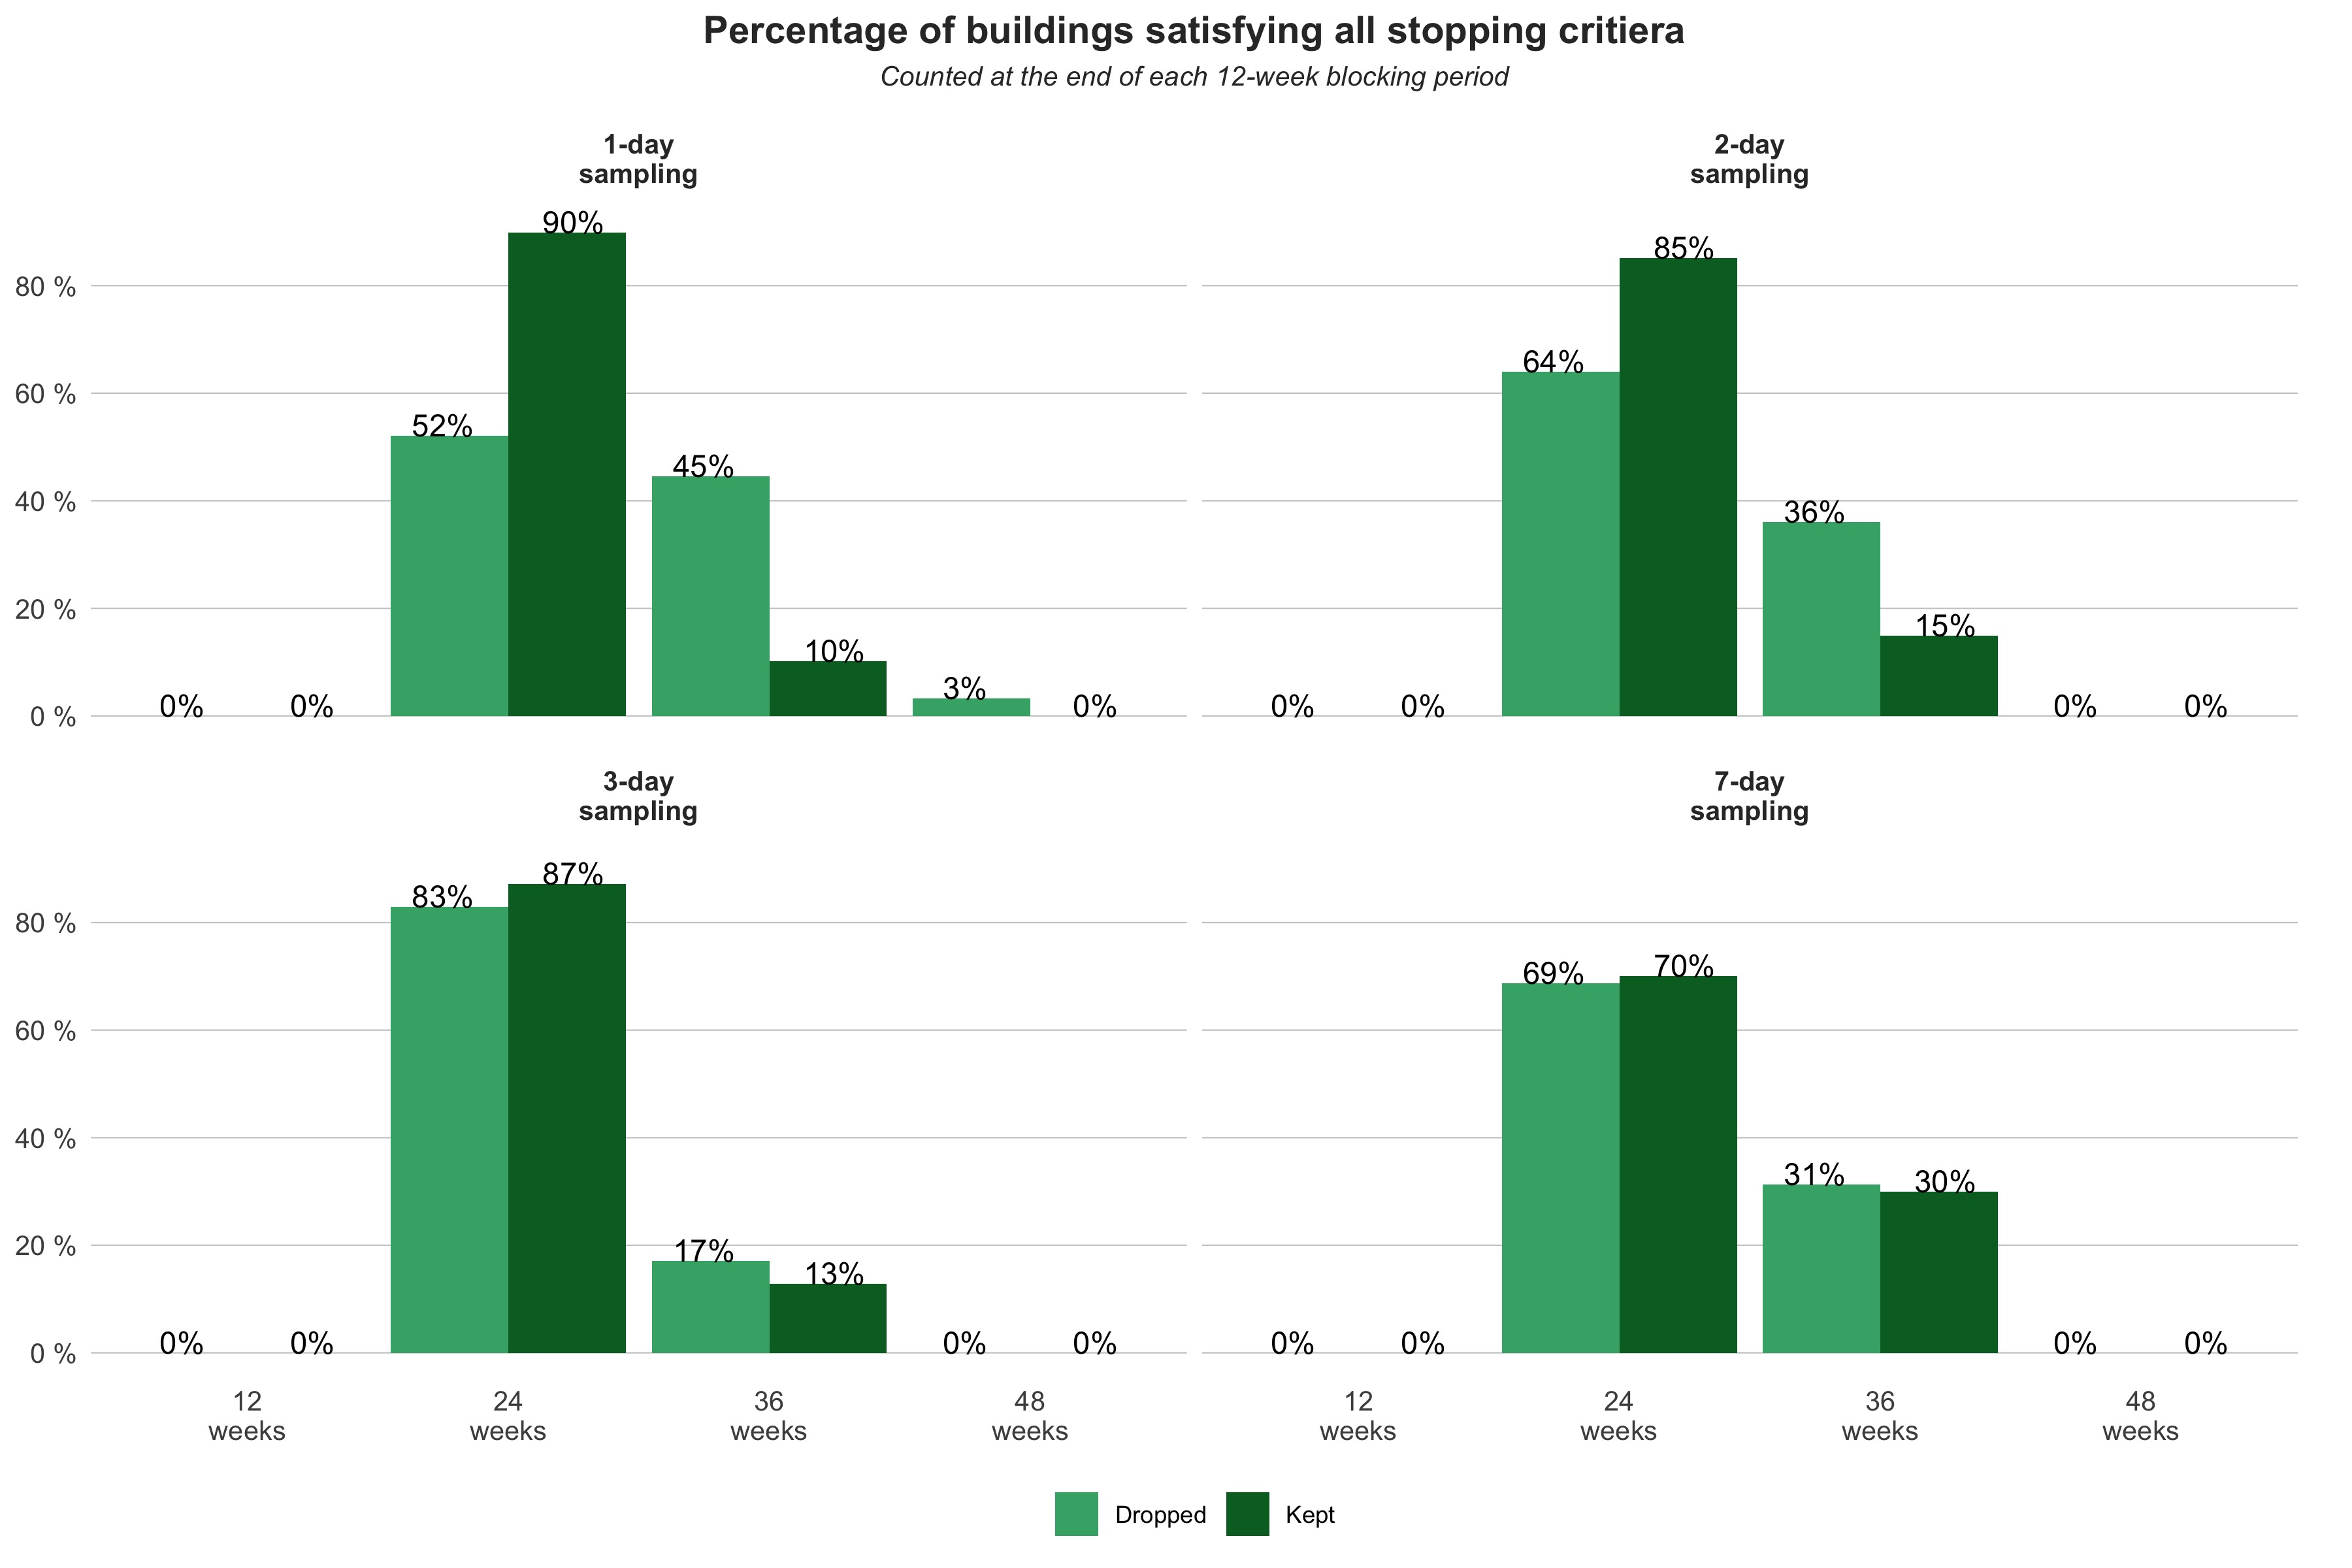 Percentage of buildings satisfying all stopping critiera
Counted at the end of each 12-week blocking period
1-day
sampling
2-day
sampling
80 %
60 %
40 %
20 %
0 %
0%
0%
52%
90%
45%
10%
3%
0%
0%
0%
64%
85%
36%
15%
0%
0%
3-day
sampling
7-day
sampling
80 %
60 %
40 %
20 %
0 %
0%
0%
83%
87%
17%
13%
0%
0%
0%
0%
69%
70%
31%
30%
0%
0%
12
weeks
24
weeks
36
weeks
48
weeks
12
weeks
24
weeks
36
weeks
48
weeks
Dropped
Kept